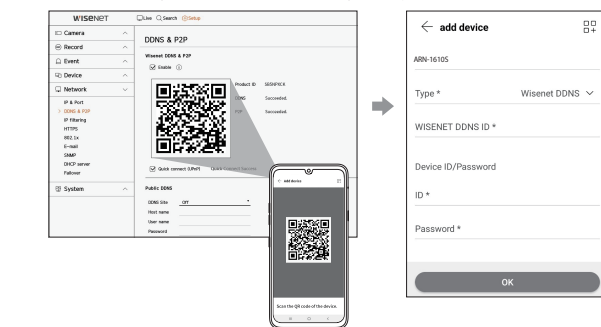 WISENET
Live Search Setup
Camera
Record
Event
Device
Network
IP & Port
DDNS & P2P
IP filtering
HTTPS
802.1x
E-mail
SNMP
DHCP server
Failover
System
DDNS & P2P
Wisenet DDNS & P2P
Enable
Product ID
DDNS Succeeded.
P2P Succeeded.
Quick connect (UPnP) Quick Connect Success
Public DDNS
DDNS Site Off
Host name
User name
Password
add device
Scan the QR code of the device.
add device
ARN-1610S
Type * Wisenet DDNS
WISENET DDNS ID *
Device ID/Password
ID *
Password *
OK